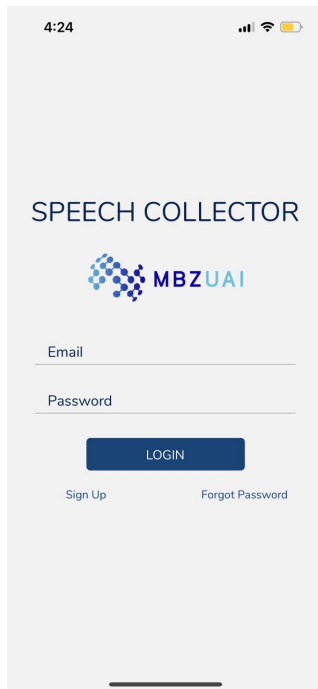 4:24
SPEECH COLLECTOR
MBZUAI
Email
Password
LOGIN
Sign Up Forgot Password